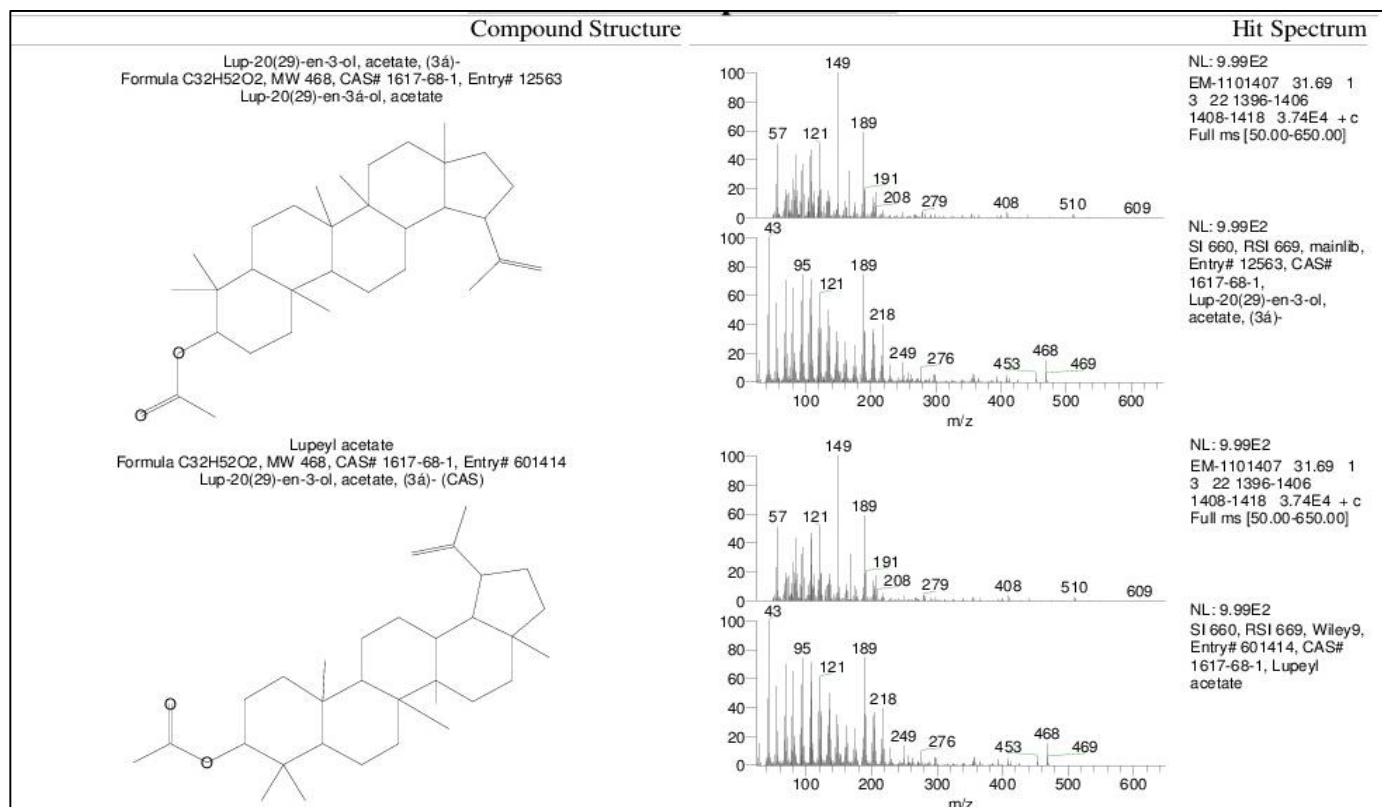 Compound Structure
Hit Spectrum
Lup-20(29)-en-3-ol, acetate, (3á)-
Formula C32H52O2, MW 468, CAS# 1617-68-1, Entry# 12563
Lup-20(29)-en-3á-ol, acetate
O
O
100
80
60
40
20
0
149
57
121
189
191
208
279
408
510
609
NL: 9.99E2
EM-1101407 31.69 1
3 22 1396-1406
1408-1418 3.74E4 + c
Full ms [50.00-650.00]
100
80
60
40
20
0
43
95
121
189
218
249
276
453
468
469
100
200
300
400
500
600
m/z
NL: 9.99E2
SI 660, RSI 669, mainlib,
Entry# 12563, CAS#
1617-68-1,
Lup-20(29)-en-3-ol,
acetate, (3á)-
Lupeyl acetate
Formula C32H52O2, MW 468, CAS# 1617-68-1, Entry# 601414
Lup-20(29)-en-3-ol, acetate, (3á)- (CAS)
O
O
100
80
60
40
20
0
149
57
121
189
191
208
279
408
510
609
NL: 9.99E2
EM-1101407 31.69 1
3 22 1396-1406
1408-1418 3.74E4 + c
Full ms [50.00-650.00]
100
80
60
40
20
0
43
95
121
189
218
249
276
453
468
469
100
200
300
400
500
600
m/z
NL: 9.99E2
SI 660, RSI 669, Wiley9,
Entry# 601414, CAS#
1617-68-1, Lupeyl
acetate